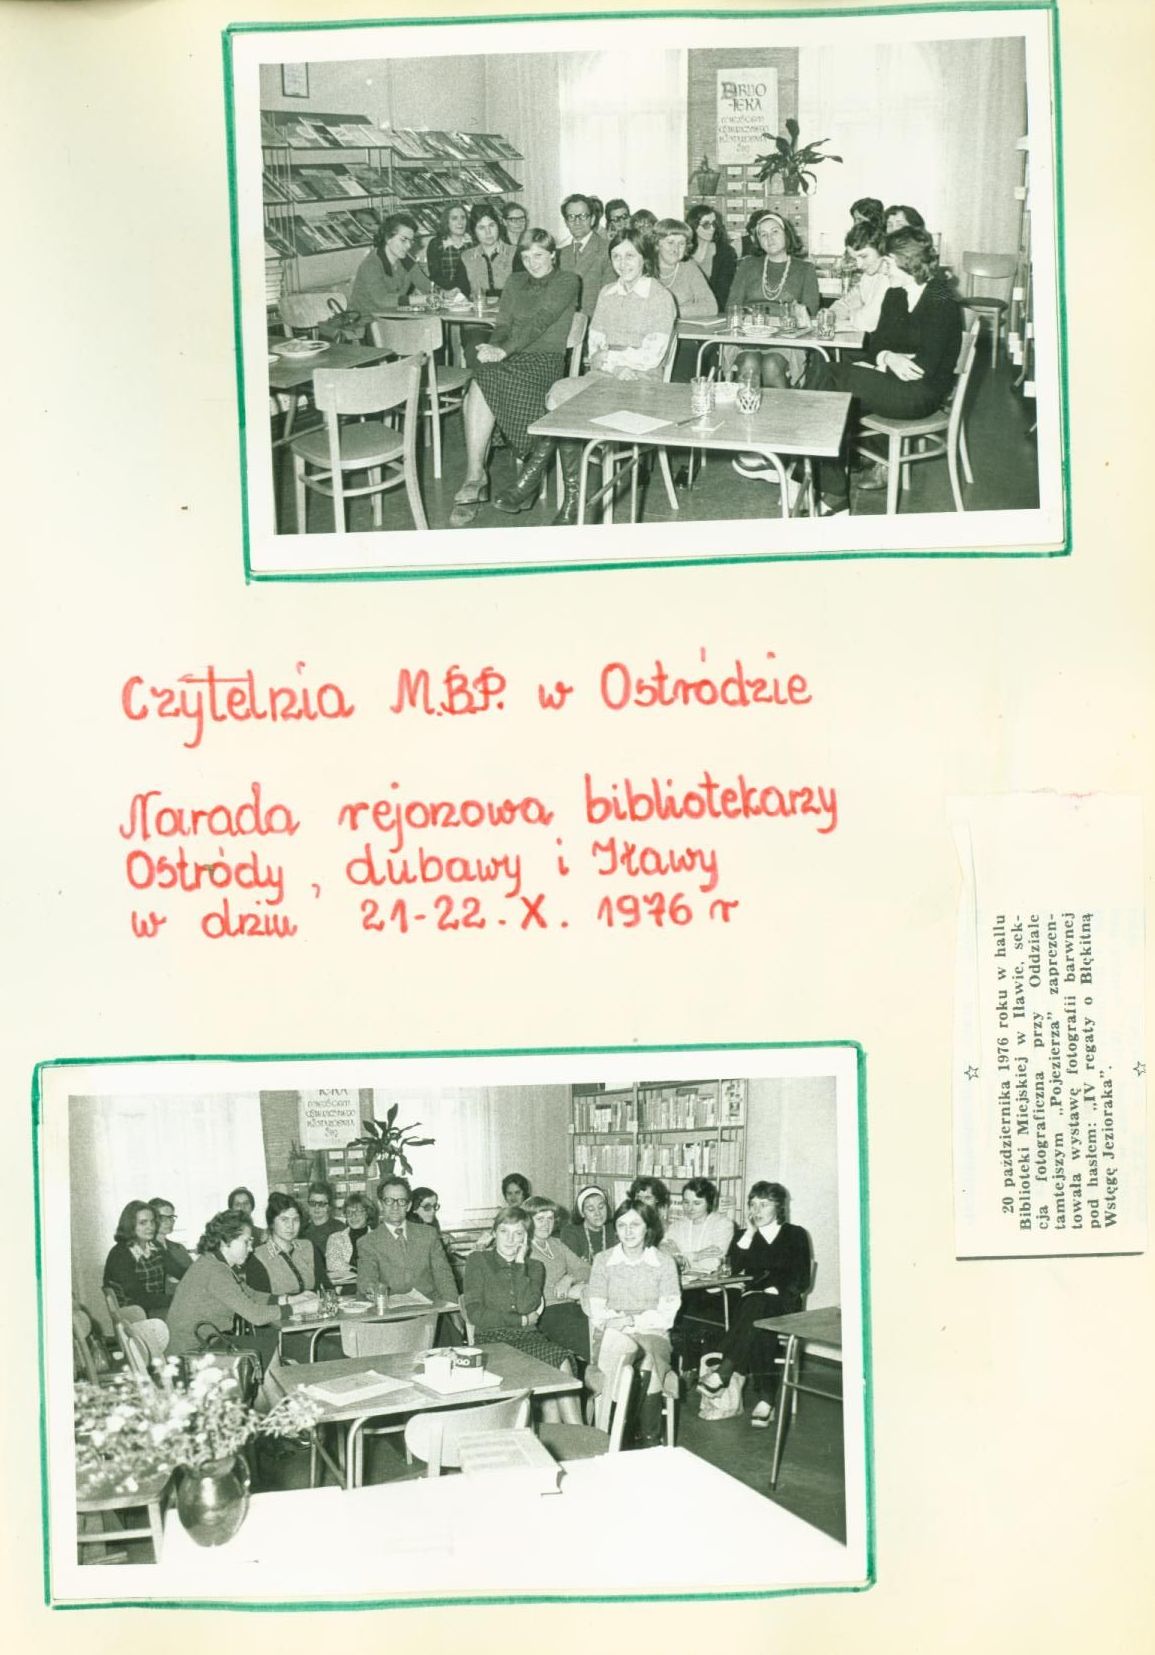 BIBLIO
-TEKA
Czytelnia M.B.P. w Ostródzie
Narada rejonowa bibliotekarzy
Ostródy, Lubawy i Iławy
w dniu 21-22.X.1976 r
20 października 1976 roku w hallu
Biblioteki Miejskiej w Iławie, sek-
cja fotograficzna przy Oddziale
tamtejszym „Pojezierza” zaprezen-
towała wystawę fotografii barwnej
pod hasłem: „IV regaty o Błękitną
Wstęgę Jezioraka”.